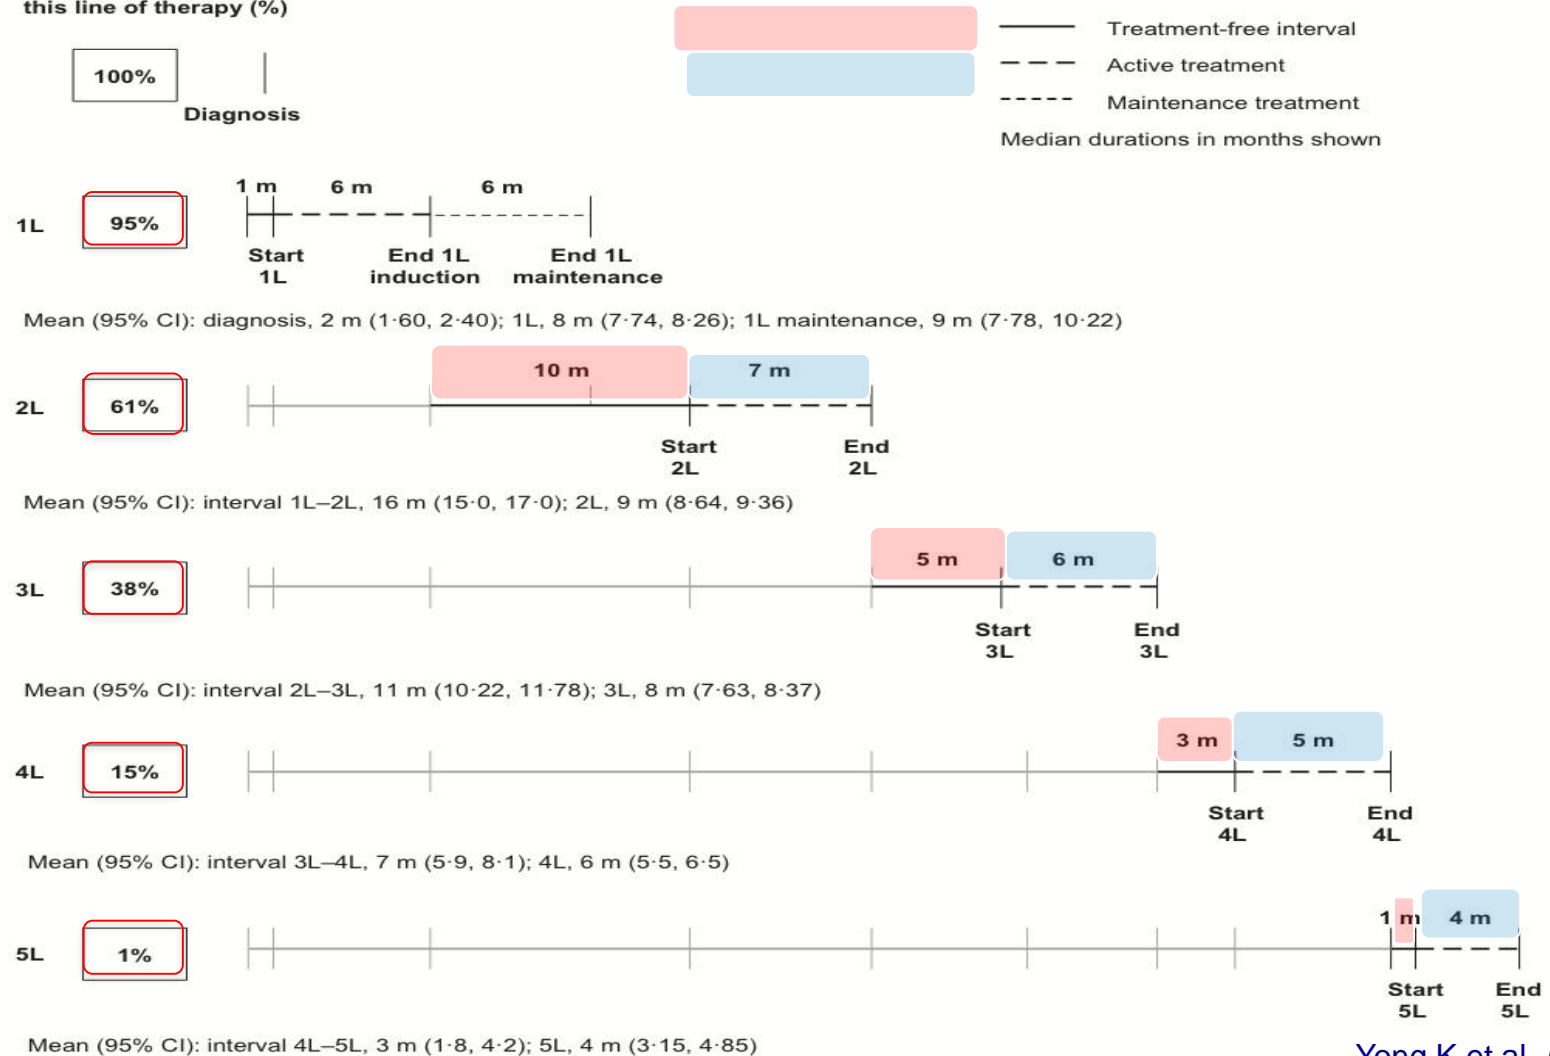 this line of therapy (%)
100%
Diagnosis
Treatment-free interval
Active treatment
Maintenance treatment
Median durations in months shown
1 m 6 m 6 m
1L 95%
Start 1L
End 1L induction
End 1L maintenance
Mean (95% CI): diagnosis, 2 m (1·60, 2·40); 1L, 8 m (7·74, 8·26); 1L maintenance, 9 m (7·78, 10·22)
10 m 7 m
2L 61%
Start 2L
End 2L
Mean (95% CI): interval 1L–2L, 16 m (15·0, 17·0); 2L, 9 m (8·64, 9·36)
5 m 6 m
3L 38%
Start 3L
End 3L
Mean (95% CI): interval 2L–3L, 11 m (10·22, 11·78); 3L, 8 m (7·63, 8·37)
3 m 5 m
4L 15%
Start 4L
End 4L
Mean (95% CI): interval 3L–4L, 7 m (5·9, 8·1); 4L, 6 m (5·5, 6·5)
1 m 4 m
5L 1%
Start 5L
End 5L
Mean (95% CI): interval 4L–5L, 3 m (1·8, 4·2); 5L, 4 m (3·15, 4·85)
Yong K et al.